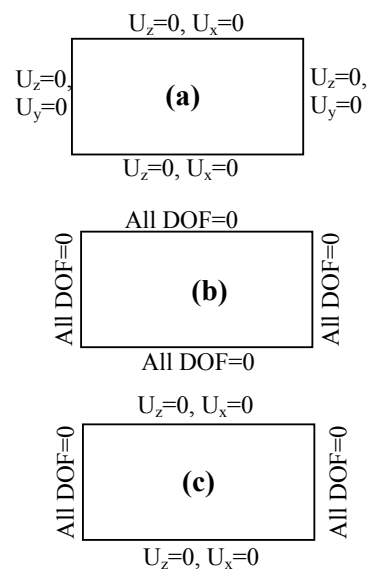 U_z=0, U_x=0
U_z=0,
U_y=0
(a)
U_z=0,
U_y=0
U_z=0, U_x=0
All DOF=0
All DOF=0
(b)
All DOF=0
All DOF=0
U_z=0, U_x=0
All DOF=0
(c)
All DOF=0
U_z=0, U_x=0